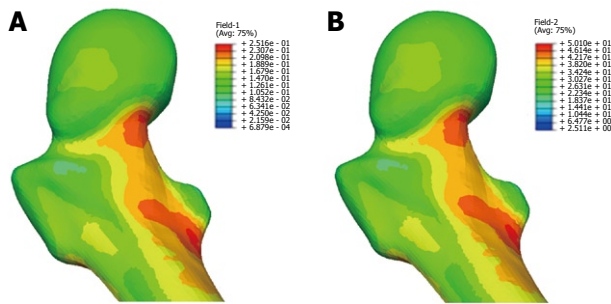 A
Field-1
(Avg: 75%)
+ 2.516e - 01
+ 2.307e - 01
+ 2.098e - 01
+ 1.889e - 01
+ 1.679e - 01
+ 1.470e - 01
+ 1.261e - 01
+ 1.052e - 01
+ 8.432e - 02
+ 6.341e - 02
+ 4.250e - 02
+ 2.159e - 02
+ 6.879e - 04
B
Field-2
(Avg: 75%)
+ 5.010e + 01
+ 4.614e + 01
+ 4.217e + 01
+ 3.820e + 01
+ 3.424e + 01
+ 3.027e + 01
+ 2.631e + 01
+ 2.234e + 01
+ 1.837e + 01
+ 1.441e + 01
+ 1.044e + 01
+ 6.477e + 00
+ 2.511e + 00